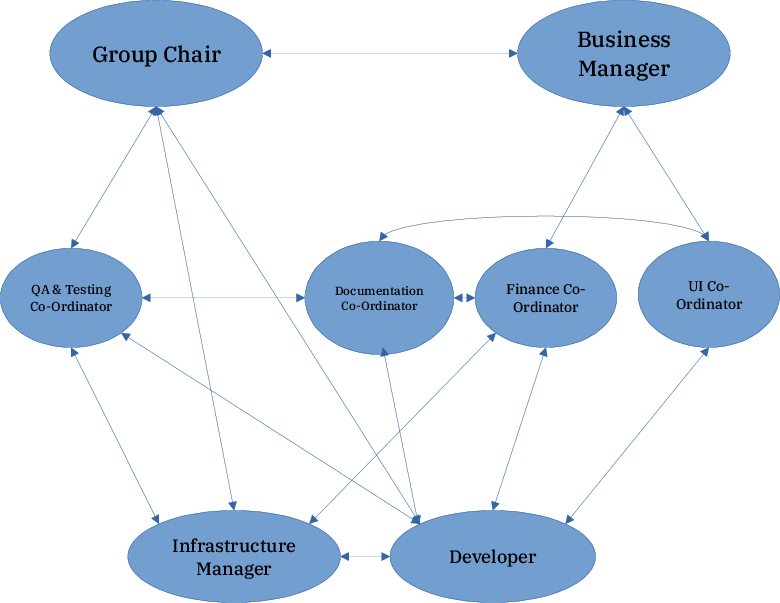 Group Chair
Business
Manager
QA & Testing
Co-Ordinator
Documentation
Co-Ordinator
Finance Co-
Ordinator
UI Co-
Ordinator
Infrastructure
Manager
Developer